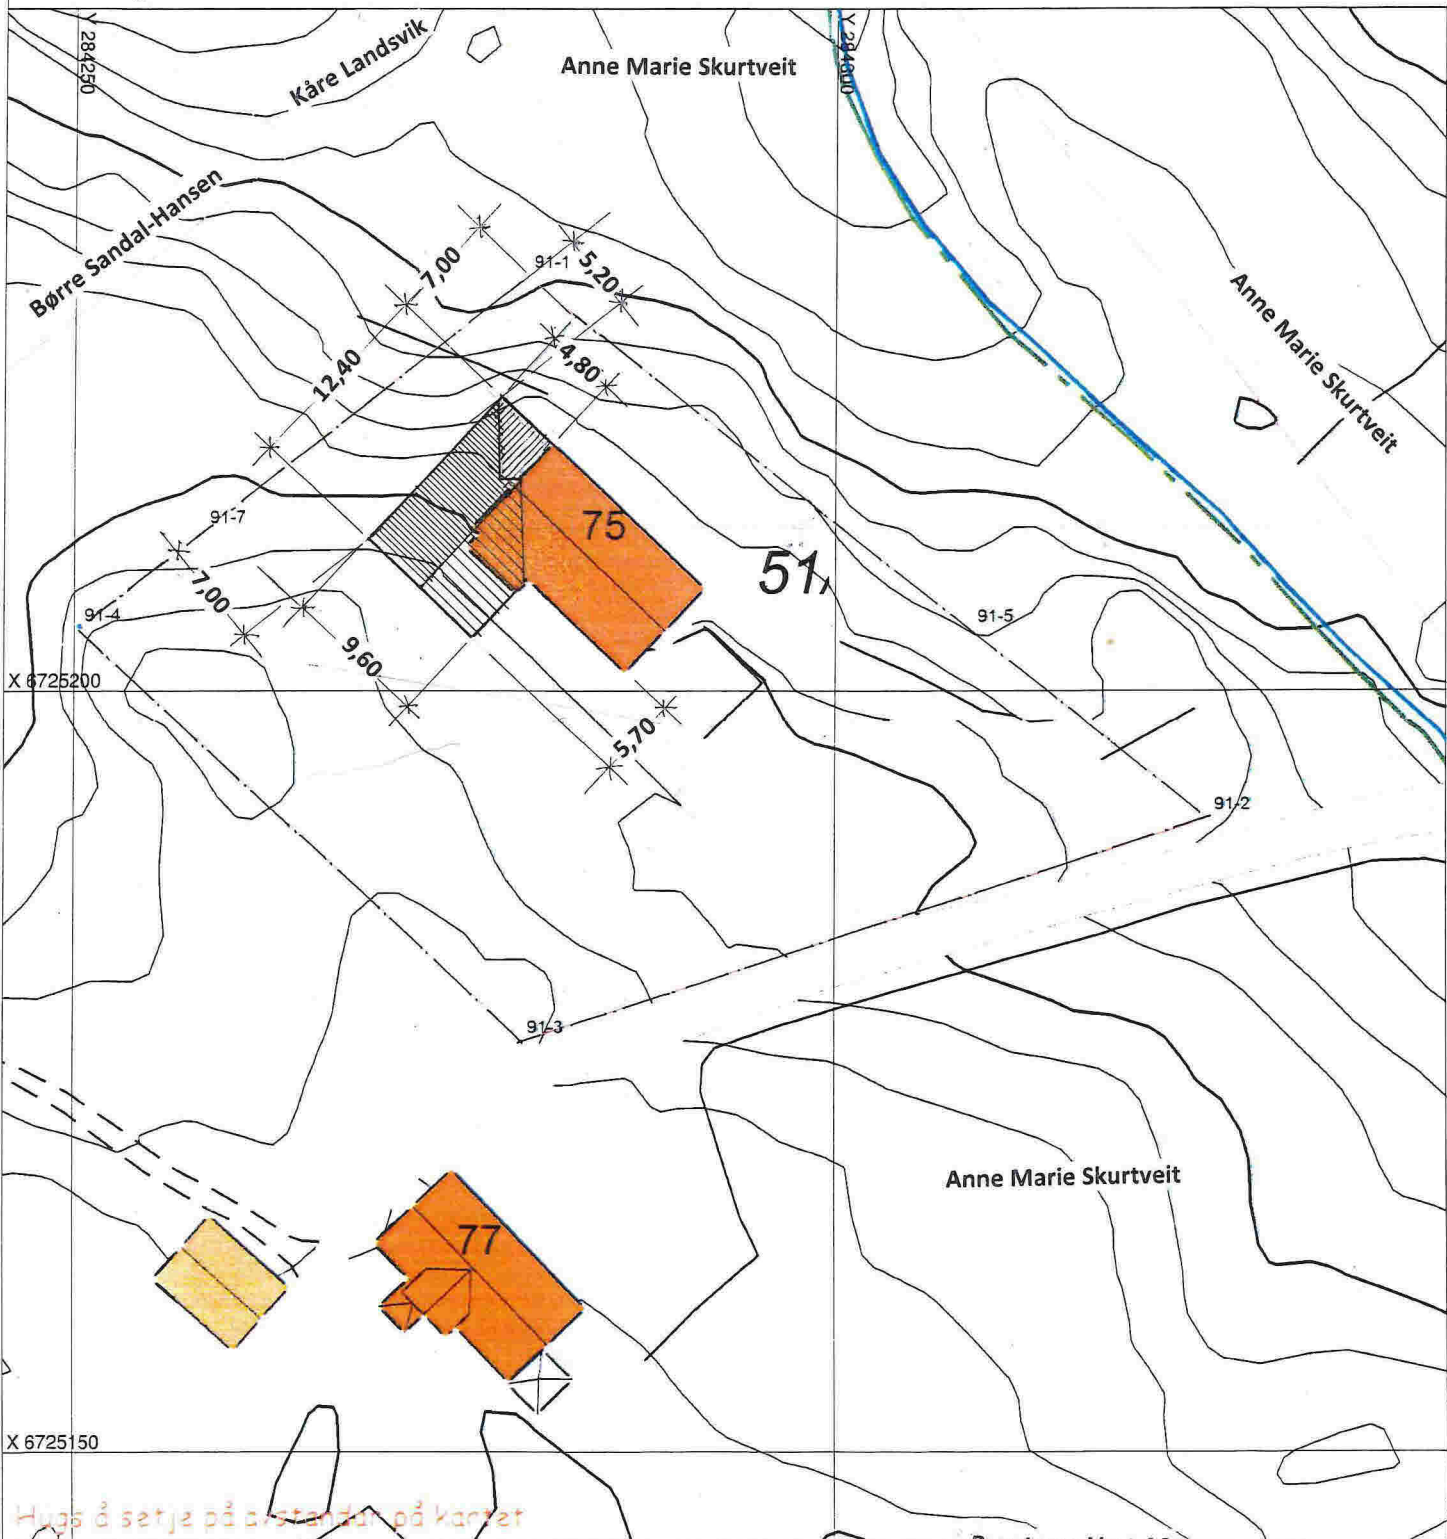 Y 284250
Kåre Landsvik
Anne Marie Skurtveit
Y 284300
Børre Sandal-Hansen
7,00
91-1
5,20
Anne Marie Skurtveit
12,40
4,80
91-7
75
51
7,00
91-4
91-5
9,60
X 6725200
5,70
91-2
91-3
Anne Marie Skurtveit
77
X 6725150
Hugs å setje på avstandar på kartet